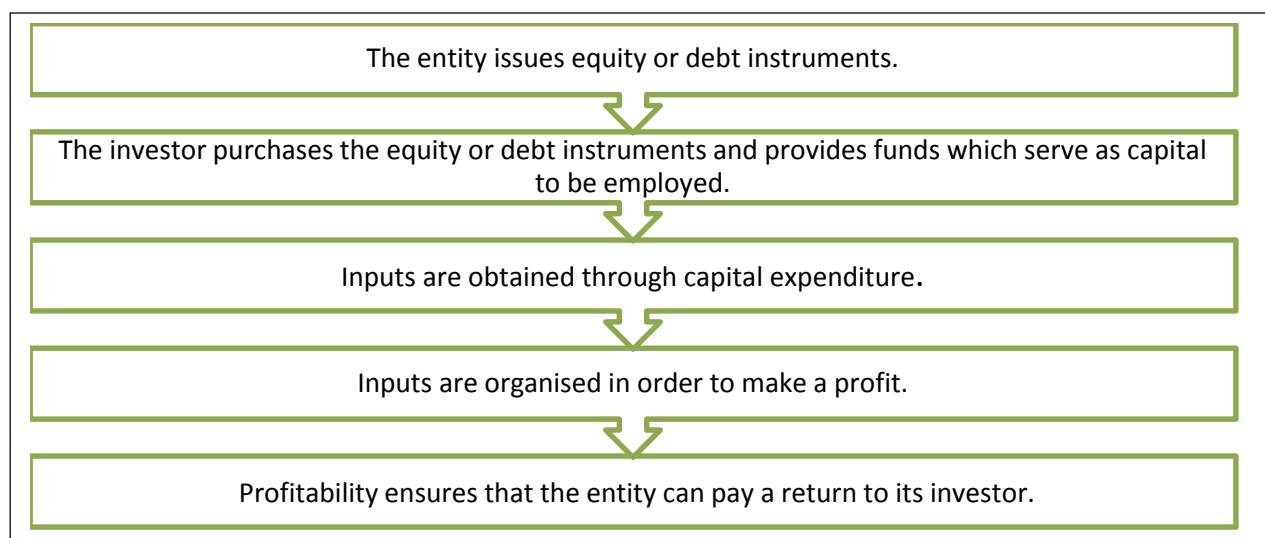 The entity issues equity or debt instruments.
The investor purchases the equity or debt instruments and provides funds which serve as capital
to be employed.
Inputs are obtained through capital expenditure.
Inputs are organised in order to make a profit.
Profitability ensures that the entity can pay a return to its investor.